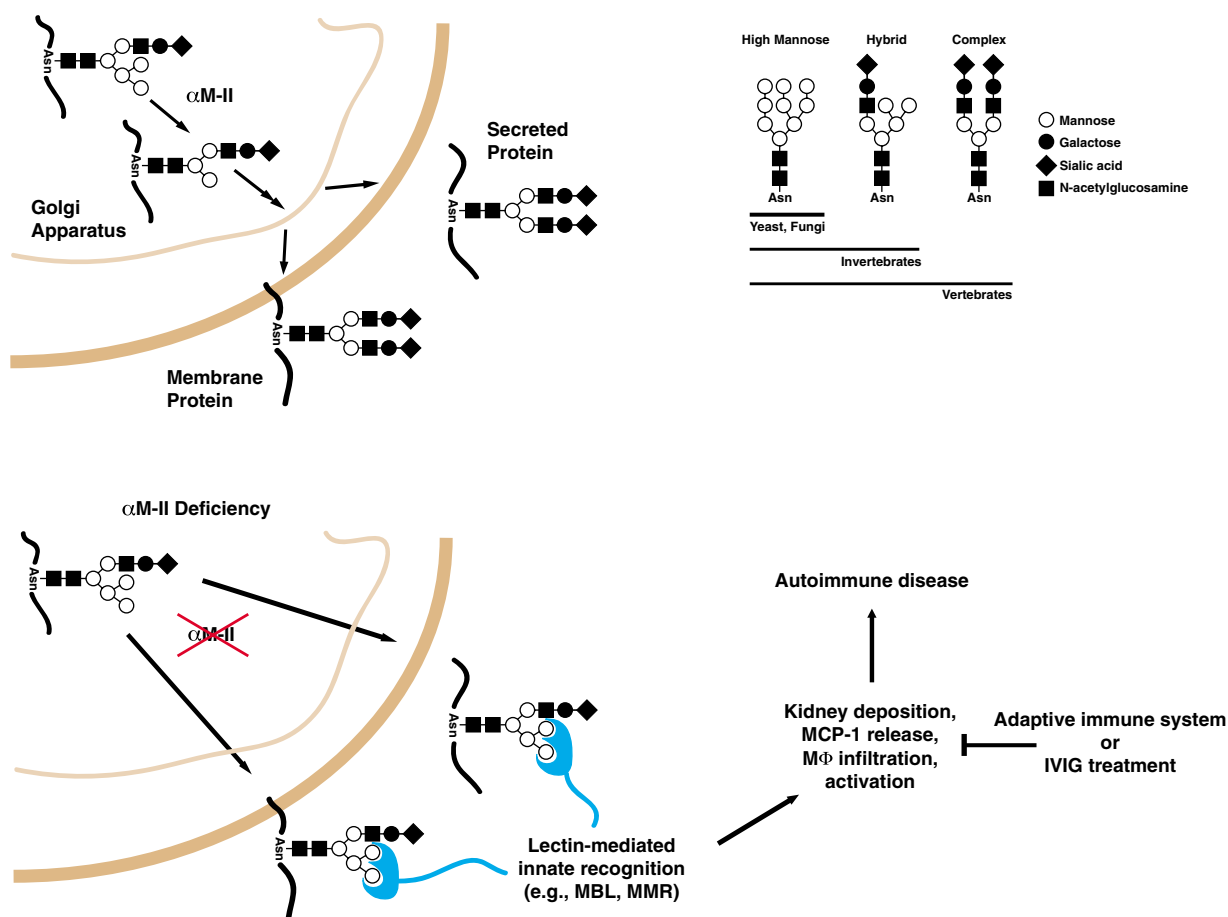 Asn
αM-II
Asn
Golgi
Apparatus
Secreted
Protein
Asn
Asn
Membrane
Protein
High Mannose
Hybrid
Complex
Asn
Asn
Asn
Mannose
Galactose
Sialic acid
N-acetylglucosamine
Yeast, Fungi
Invertebrates
Vertebrates
αM-II Deficiency
Asn
αM-II
Asn
Asn
Lectin-mediated
innate recognition
(e.g., MBL, MMR)
Autoimmune disease
Kidney deposition,
MCP-1 release,
MΦ infiltration,
activation
Adaptive immune system
or
IVIG treatment